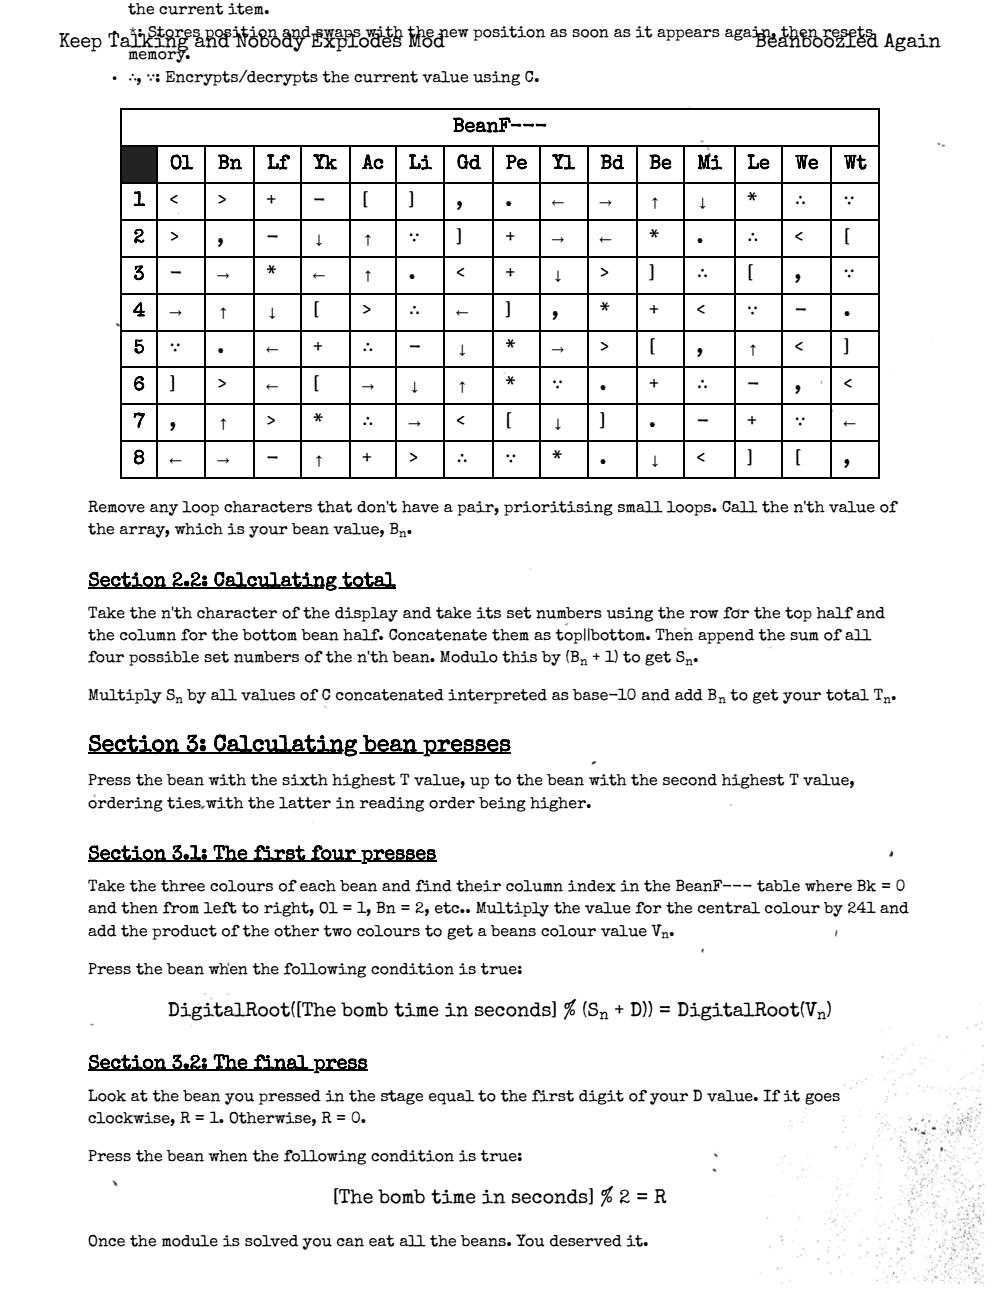 the current item.
Keep Talking and Nobody Explodes Mod Beanboozled Again
• *: Stores position and swaps with the new position as soon as it appears again, then resets
memory.
• ∴, ∵: Encrypts/decrypts the current value using C.
BeanF---
Ol Bn Lf Yk Ac Li Gd Pe Yl Bd Be Mi Le We Wt
1 < > + - [ ] , . ← → ↑ ↓ * ∴ ∵
2 > , - ↓ ↑ ∵ ] + → ← * . ∴ < [
3 - → * ← ↑ . < + ↓ > ] ∴ [ , ∵
4 → ↑ ↓ [ > ∴ ← ] , * + < ∵ - .
5 ∵ . ← + ∴ - ↓ * → > [ , ↑ < ]
6 ] > ← [ → ↓ ↑ * ∵ . + ∴ - , <
7 , ↑ > * ∴ → < [ ↓ ] . - + ∵ ←
8 ← → - ↑ + > ∴ ∵ * . ↓ < ] [ ,
Remove any loop characters that don't have a pair, prioritising small loops. Call the n'th value of
the array, which is your bean value, Bn.
Section 2.2: Calculating total
Take the n'th character of the display and take its set numbers using the row for the top half and
the column for the bottom bean half. Concatenate them as top||bottom. Then append the sum of all
four possible set numbers of the n'th bean. Modulo this by (Bn + 1) to get Sn.
Multiply Sn by all values of C concatenated interpreted as base-10 and add Bn to get your total Tn.
Section 3: Calculating bean presses
Press the bean with the sixth highest T value, up to the bean with the second highest T value,
ordering ties with the latter in reading order being higher.
Section 3.1: The first four presses
Take the three colours of each bean and find their column index in the BeanF--- table where Bk = 0
and then from left to right, Ol = 1, Bn = 2, etc.. Multiply the value for the central colour by 241 and
add the product of the other two colours to get a beans colour value Vn.
Press the bean when the following condition is true:
DigitalRoot([The bomb time in seconds] % (Sn + D)) = DigitalRoot(Vn)
Section 3.2: The final press
Look at the bean you pressed in the stage equal to the first digit of your D value. If it goes
clockwise, R = 1. Otherwise, R = 0.
Press the bean when the following condition is true:
[The bomb time in seconds] % 2 = R
Once the module is solved you can eat all the beans. You deserved it.